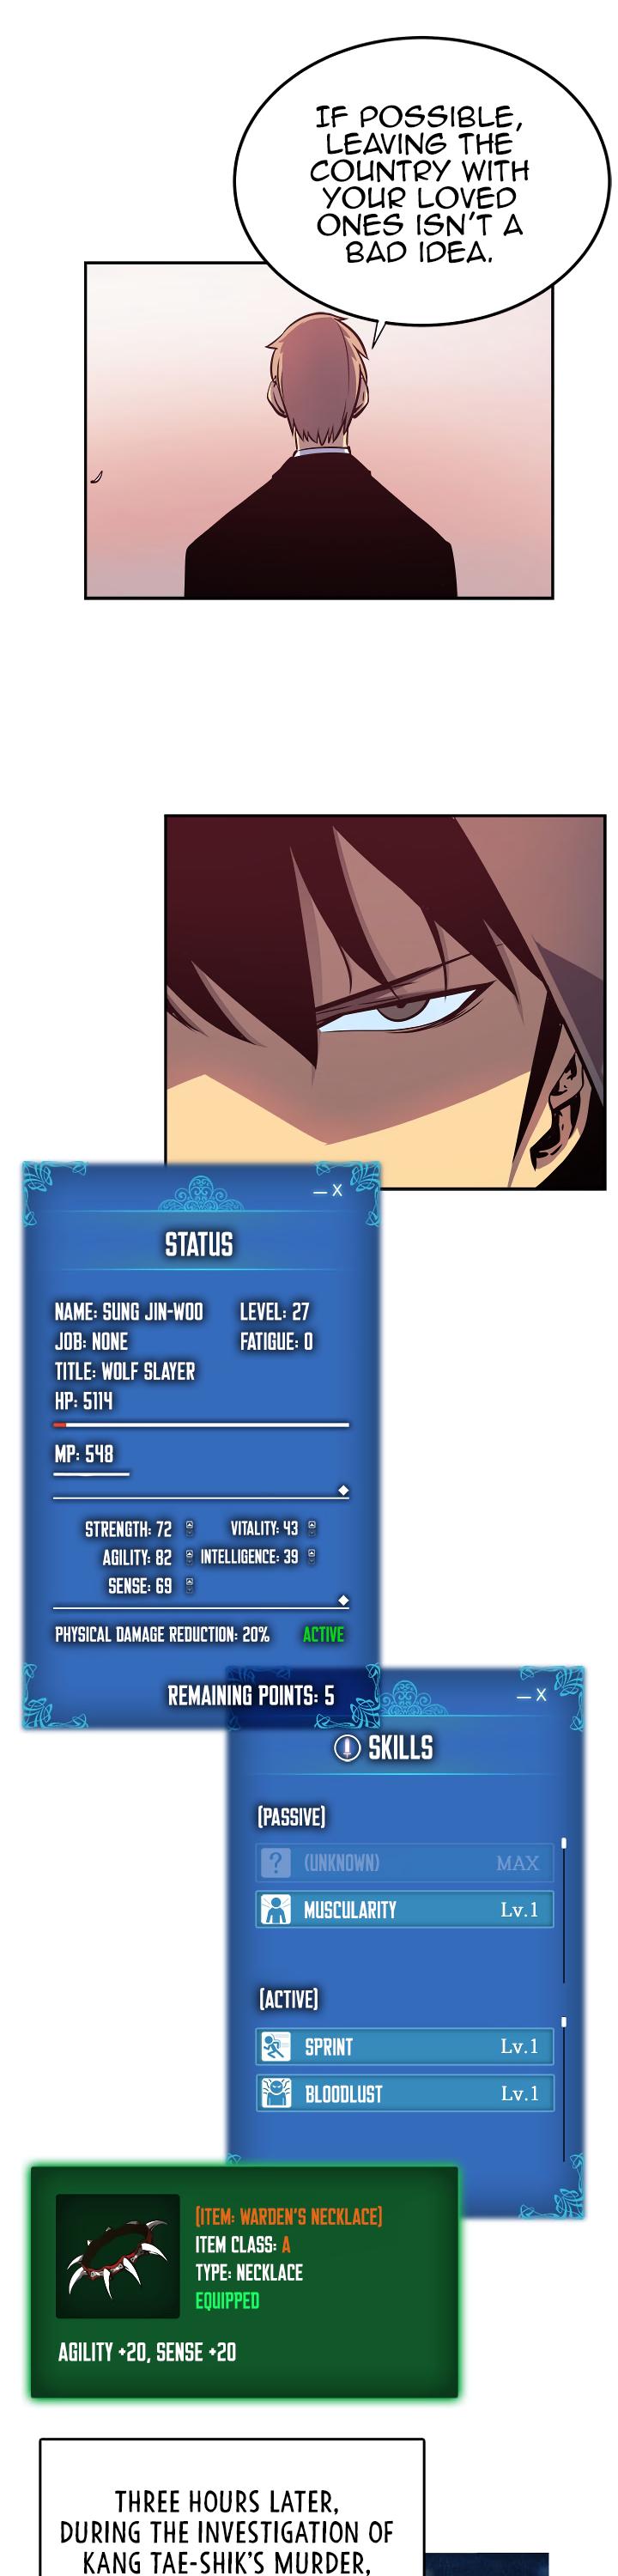 IF POSSIBLE,
LEAVING THE
COUNTRY WITH
YOUR LOVED
ONES ISN'T A
BAD IDEA.
— X
STATUS
NAME: SUNG JIN-WOO LEVEL: 27
JOB: NONE FATIGUE: 0
TITLE: WOLF SLAYER
HP: 5114
MP: 548
STRENGTH: 72 VITALITY: 43
AGILITY: 82 INTELLIGENCE: 39
SENSE: 69
PHYSICAL DAMAGE REDUCTION: 20% ACTIVE
REMAINING POINTS: 5
— X
SKILLS
(PASSIVE)
? (UNKNOWN) MAX
MUSCULARITY Lv.1
(ACTIVE)
SPRINT Lv.1
BLOODLUST Lv.1
[ITEM: WARDEN'S NECKLACE]
ITEM CLASS: A
TYPE: NECKLACE
EQUIPPED
AGILITY +20, SENSE +20
THREE HOURS LATER,
DURING THE INVESTIGATION OF
KANG TAE-SHIK'S MURDER,